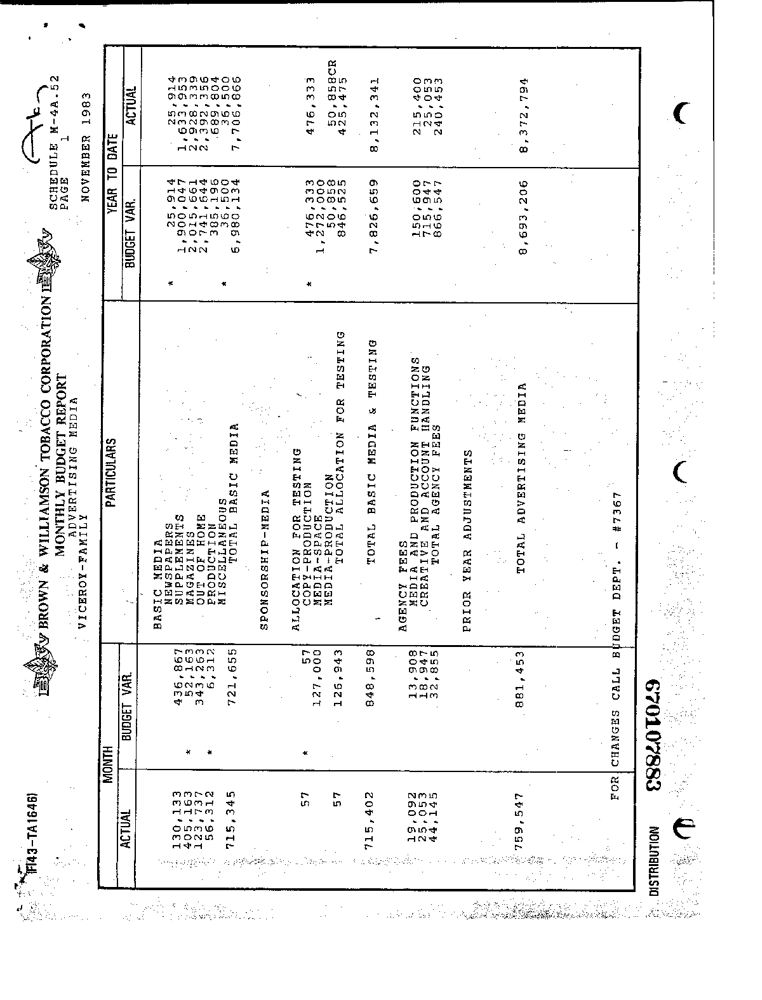 F(43-TA1646)
BROWN & WILLIAMSON TOBACCO CORPORATION
SCHEDULE M-4A.52
MONTHLY BUDGET REPORT
PAGE 1
ADVERTISING MEDIA
VICEROY-FAMILY
NOVEMBER 1983
MONTH PARTICULARS YEAR TO DATE
ACTUAL BUDGET VAR. BUDGET VAR. ACTUAL
BASIC MEDIA
NEWSPAPERS * 25,914 25,914
130,133 436,867 SUPPLEMENTS 1,900,047 1,633,953
405,163 * 52,163 MAGAZINES 2,015,661 2,928,339
123,737 343,263 OUT OF HOME 2,741,644 2,392,356
56,312 * 6,312 PRODUCTION 385,196 689,804
MISCELLANEOUS * 36,500 36,500
715,345 721,655 TOTAL BASIC MEDIA 6,980,134 7,706,866
SPONSORSHIP-MEDIA
ALLOCATION FOR TESTING
57 * 57 COPY-PRODUCTION * 476,333 476,333
127,000 MEDIA-SPACE 1,272,000
MEDIA-PRODUCTION 50,858 50,858CR
57 126,943 TOTAL ALLOCATION FOR TESTING 846,525 425,475
715,402 848,598 TOTAL BASIC MEDIA & TESTING 7,826,659 8,132,341
AGENCY FEES
19,092 13,908 MEDIA AND PRODUCTION FUNCTIONS 150,600 215,400
25,053 18,947 CREATIVE AND ACCOUNT HANDLING 715,947 25,053
44,145 32,855 TOTAL AGENCY FEES 866,547 240,453
PRIOR YEAR ADJUSTMENTS
759,547 881,453 TOTAL ADVERTISING MEDIA 8,693,206 8,372,794
FOR CHANGES CALL BUDGET DEPT. - #7367
DISTRIBUTION
670107883